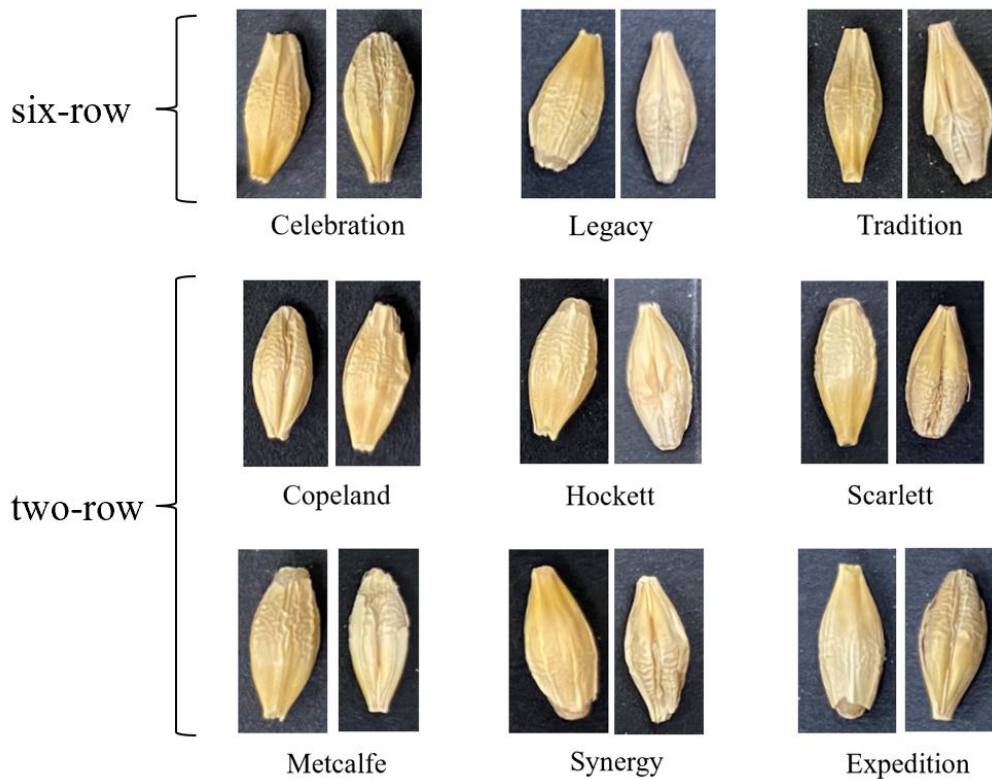 six-row
Celebration
Legacy
Tradition
two-row
Copeland
Hockett
Scarlett
Metcalfe
Synergy
Expedition